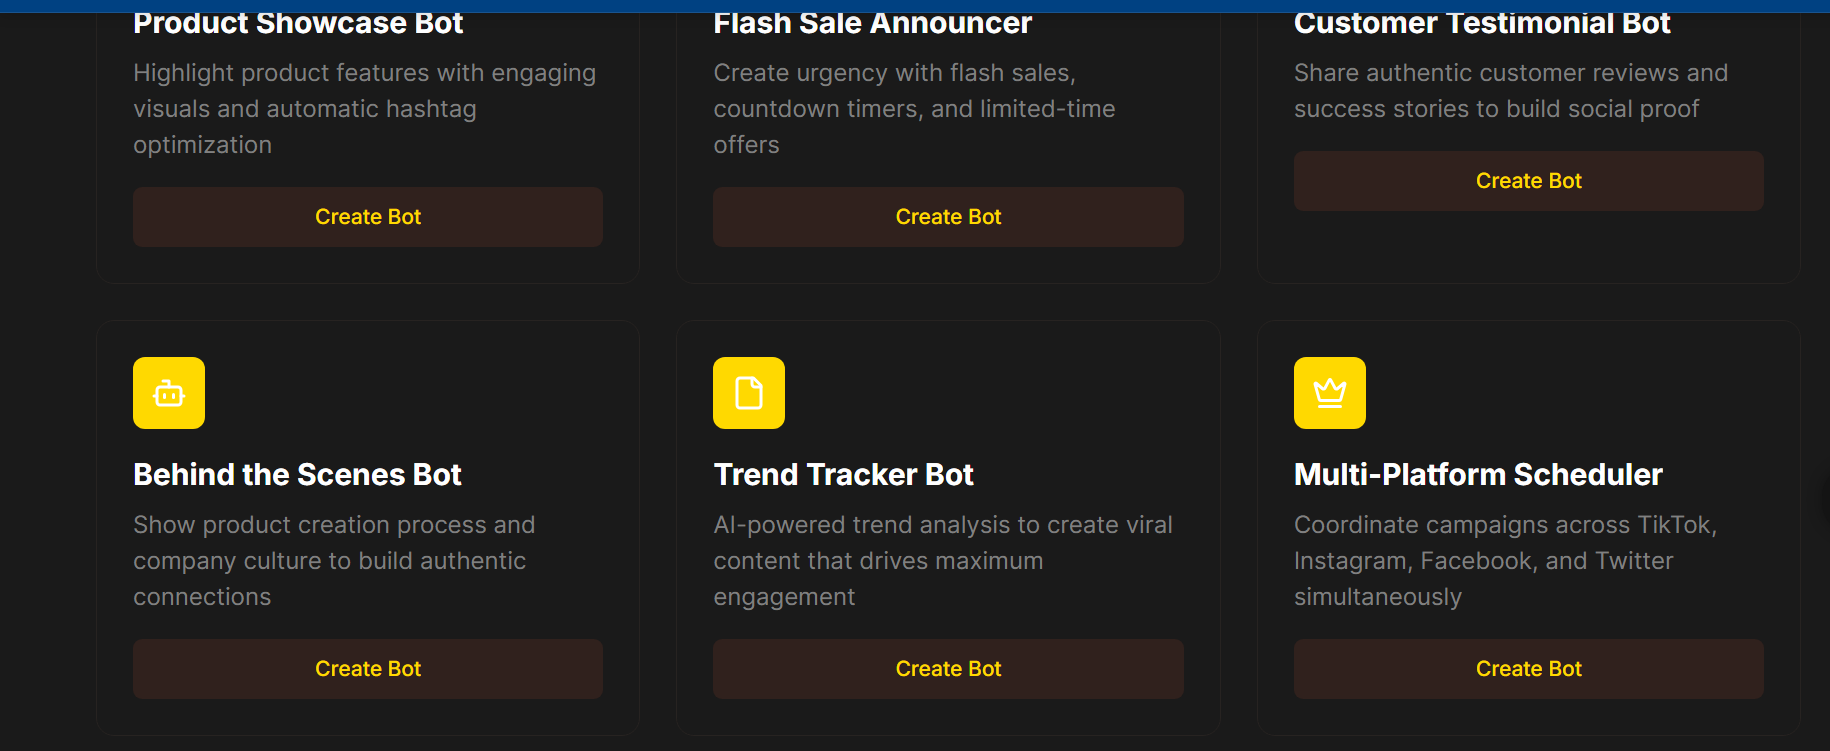 Product Showcase Bot
Highlight product features with engaging
visuals and automatic hashtag
optimization
Create Bot
Flash Sale Announcer
Create urgency with flash sales,
countdown timers, and limited-time
offers
Create Bot
Customer Testimonial Bot
Share authentic customer reviews and
success stories to build social proof
Create Bot
Behind the Scenes Bot
Show product creation process and
company culture to build authentic
connections
Create Bot
Trend Tracker Bot
AI-powered trend analysis to create viral
content that drives maximum
engagement
Create Bot
Multi-Platform Scheduler
Coordinate campaigns across TikTok,
Instagram, Facebook, and Twitter
simultaneously
Create Bot